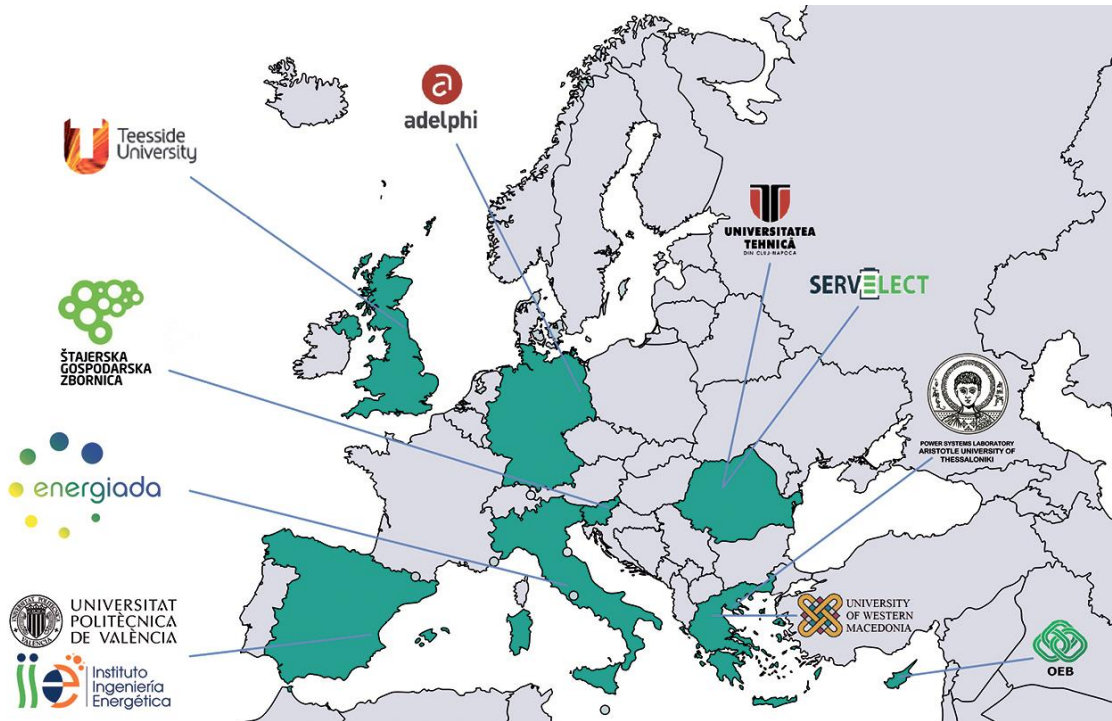 adelphi
Teesside
University
UNIVERSITATEA
TEHNICĂ
DIN CLUJ-NAPOCA
SERVELECT
ŠTAJERSKA
GOSPODARSKA
ZBORNICA
POWER SYSTEMS LABORATORY
ARISTOTLE UNIVERSITY OF
THESSALONIKI
energiada
UNIVERSITAT
POLITÈCNICA
DE VALÈNCIA
UNIVERSITY
OF WESTERN
MACEDONIA
iie
Instituto
Ingeniería
Energética
OEB